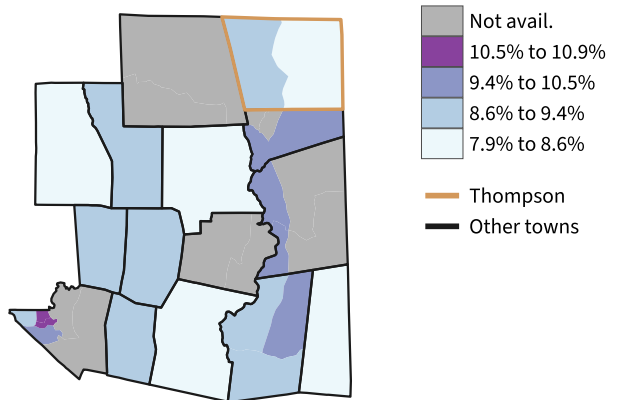 Not avail.
10.5% to 10.9%
9.4% to 10.5%
8.6% to 9.4%
7.9% to 8.6%
Thompson
Other towns